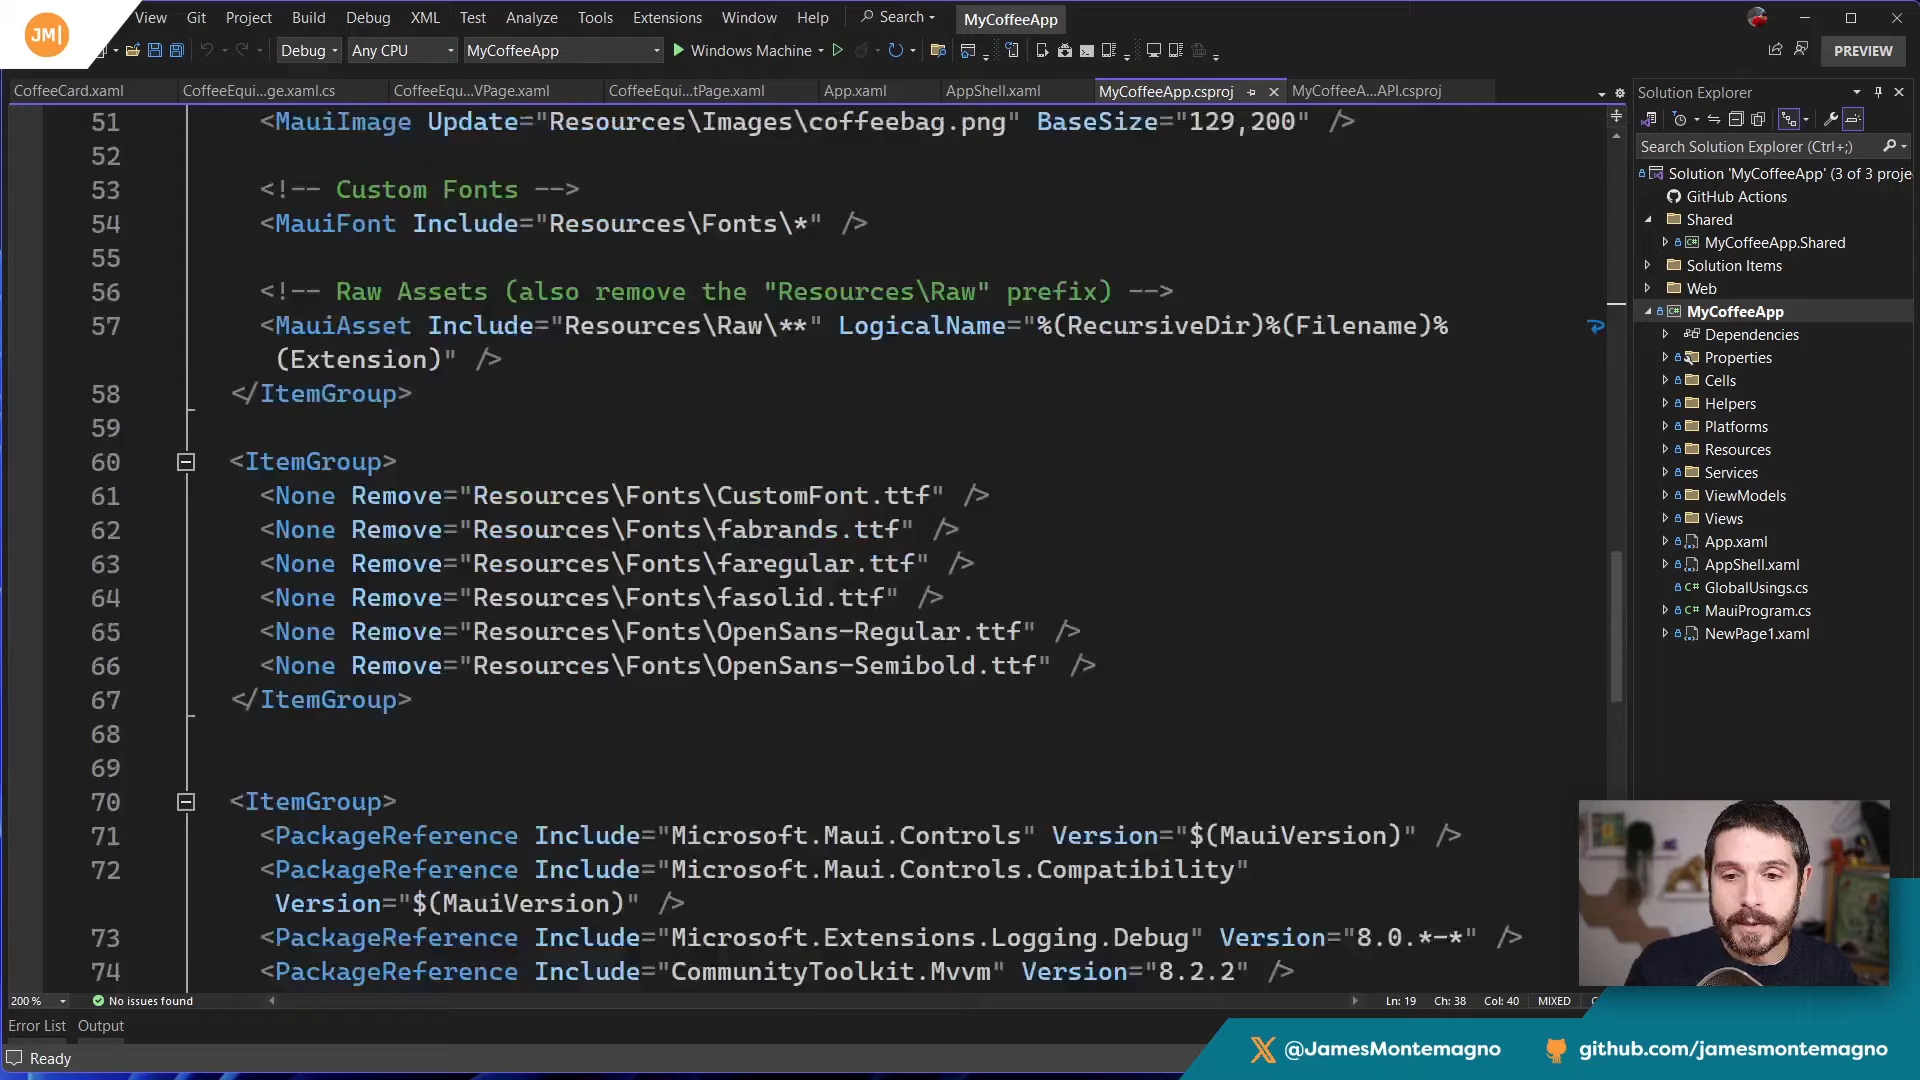 JM|
View Git Project Build Debug XML Test Analyze Tools Extensions Window Help Search MyCoffeeApp
Debug Any CPU MyCoffeeApp Windows Machine PREVIEW
CoffeeCard.xaml CoffeeEqui...ge.xaml.cs CoffeeEqu...VPage.xaml CoffeeEqui...tPage.xaml App.xaml AppShell.xaml MyCoffeeApp.csproj MyCoffeeA...API.csproj
51 <MauiImage Update="Resources\Images\coffeebag.png" BaseSize="129,200" />
52
53 <!-- Custom Fonts -->
54 <MauiFont Include="Resources\Fonts\*" />
55
56 <!-- Raw Assets (also remove the "Resources\Raw" prefix) -->
57 <MauiAsset Include="Resources\Raw\**" LogicalName="%(RecursiveDir)%(Filename)%
(Extension)" />
58 </ItemGroup>
59
60 <ItemGroup>
61 <None Remove="Resources\Fonts\CustomFont.ttf" />
62 <None Remove="Resources\Fonts\fabrands.ttf" />
63 <None Remove="Resources\Fonts\faregular.ttf" />
64 <None Remove="Resources\Fonts\fasolid.ttf" />
65 <None Remove="Resources\Fonts\OpenSans-Regular.ttf" />
66 <None Remove="Resources\Fonts\OpenSans-Semibold.ttf" />
67 </ItemGroup>
68
69
70 <ItemGroup>
71 <PackageReference Include="Microsoft.Maui.Controls" Version="$(MauiVersion)" />
72 <PackageReference Include="Microsoft.Maui.Controls.Compatibility"
Version="$(MauiVersion)" />
73 <PackageReference Include="Microsoft.Extensions.Logging.Debug" Version="8.0.*-*" />
74 <PackageReference Include="CommunityToolkit.Mvvm" Version="8.2.2" />
200 % No issues found Ln: 19 Ch: 38 Col: 40 MIXED
Error List Output
Ready
Solution Explorer
Search Solution Explorer (Ctrl+;)
Solution 'MyCoffeeApp' (3 of 3 proje
GitHub Actions
Shared
C# MyCoffeeApp.Shared
Solution Items
Web
C# MyCoffeeApp
Dependencies
Properties
Cells
Helpers
Platforms
Resources
Services
ViewModels
Views
App.xaml
AppShell.xaml
C# GlobalUsings.cs
C# MauiProgram.cs
NewPage1.xaml
@JamesMontemagno
github.com/jamesmontemagno